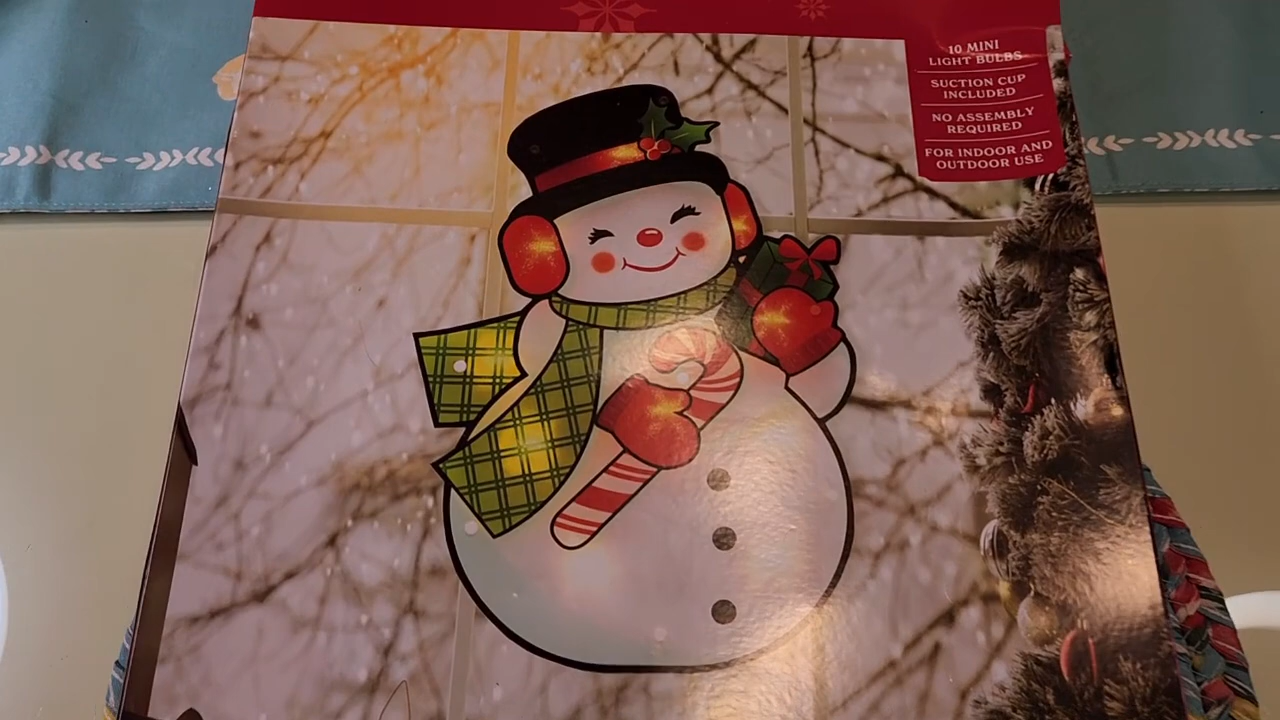 10 MINI
LIGHT BULBS
SUCTION CUP
INCLUDED
NO ASSEMBLY
REQUIRED
FOR INDOOR AND
OUTDOOR USE